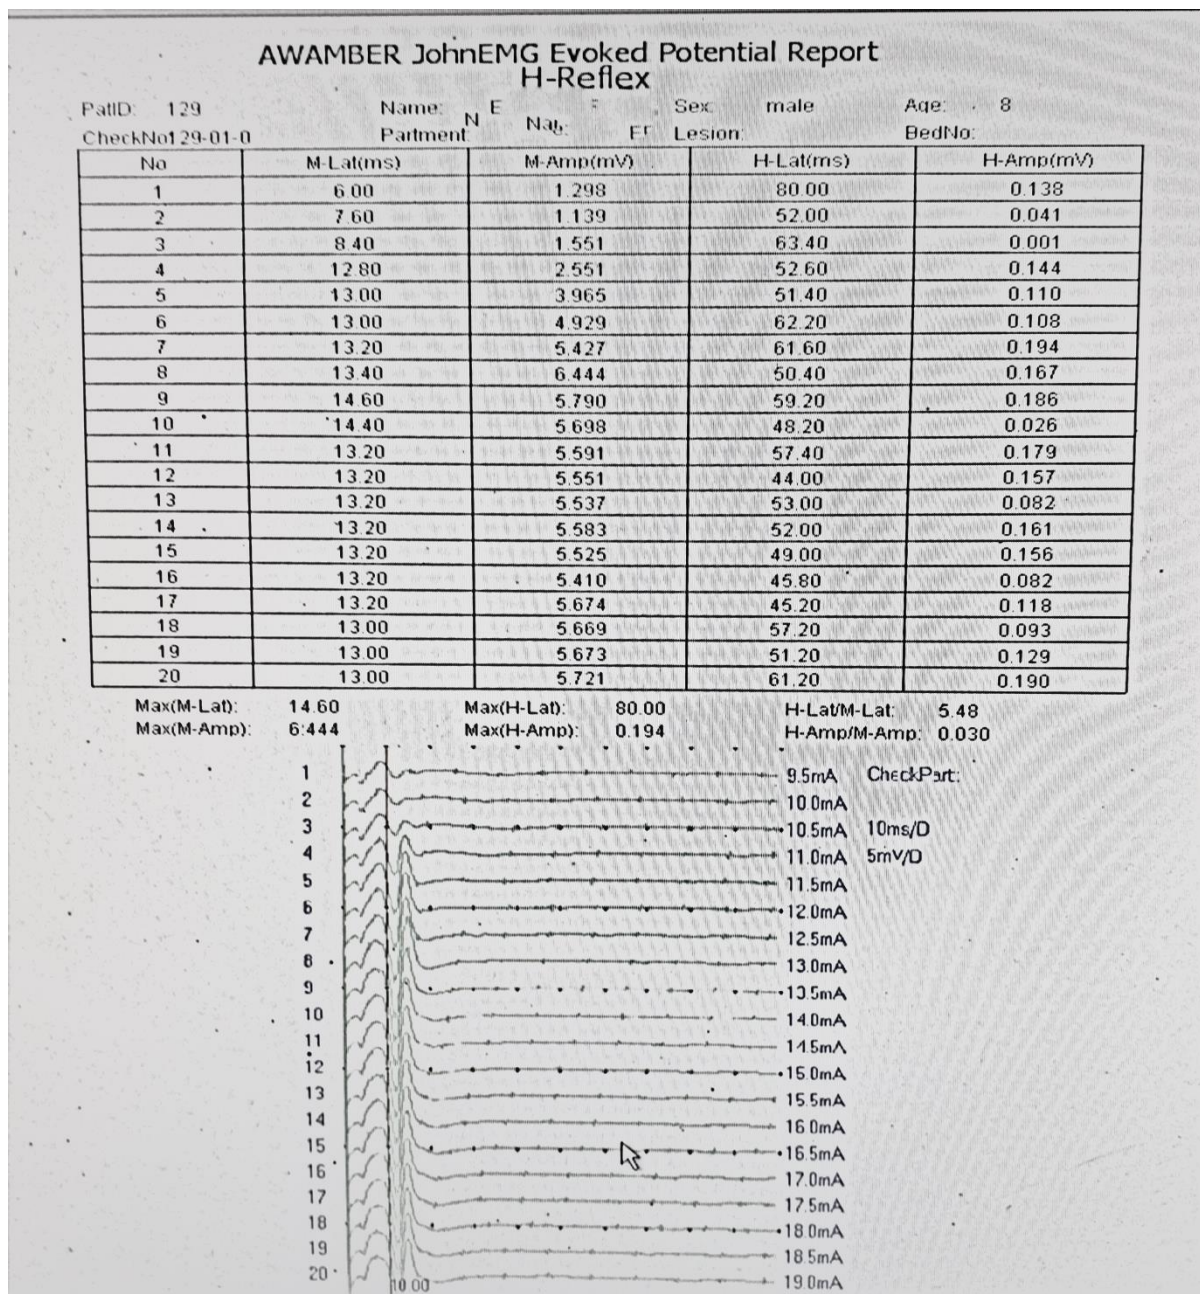 AWAMBER JohnEMG Evoked Potential Report
H-Reflex
PatID: 129 Name: E Sex: male Age: 8
CheckNo129-01-0 Partment: N Lesion: BedNo:
No M-Lat(ms) M-Amp(mV) H-Lat(ms) H-Amp(mV)
1 6.00 1.298 80.00 0.138
2 7.60 1.139 52.00 0.041
3 8.40 1.551 63.40 0.001
4 12.80 2.551 52.60 0.144
5 13.00 3.965 51.40 0.110
6 13.00 4.929 62.20 0.108
7 13.20 5.427 61.60 0.194
8 13.40 6.444 50.40 0.167
9 14.60 5.790 59.20 0.186
10 14.40 5.698 48.20 0.026
11 13.20 5.591 57.40 0.179
12 13.20 5.551 44.00 0.157
13 13.20 5.537 53.00 0.082
14 13.20 5.583 52.00 0.161
15 13.20 5.525 49.00 0.156
16 13.20 5.410 45.80 0.082
17 13.20 5.674 45.20 0.118
18 13.00 5.669 57.20 0.093
19 13.00 5.673 51.20 0.129
20 13.00 5.721 61.20 0.190
Max(M-Lat): 14.60 Max(H-Lat): 80.00 H-Lat/M-Lat: 5.48
Max(M-Amp): 6.444 Max(H-Amp): 0.194 H-Amp/M-Amp: 0.030
1 9.5mA CheckPart:
2 10.0mA
3 10.5mA 10ms/D
4 11.0mA 5mV/D
5 11.5mA
6 12.0mA
7 12.5mA
8 13.0mA
9 13.5mA
10 14.0mA
11 14.5mA
12 15.0mA
13 15.5mA
14 16.0mA
15 16.5mA
16 17.0mA
17 17.5mA
18 18.0mA
19 18.5mA
20 19.0mA
10.00